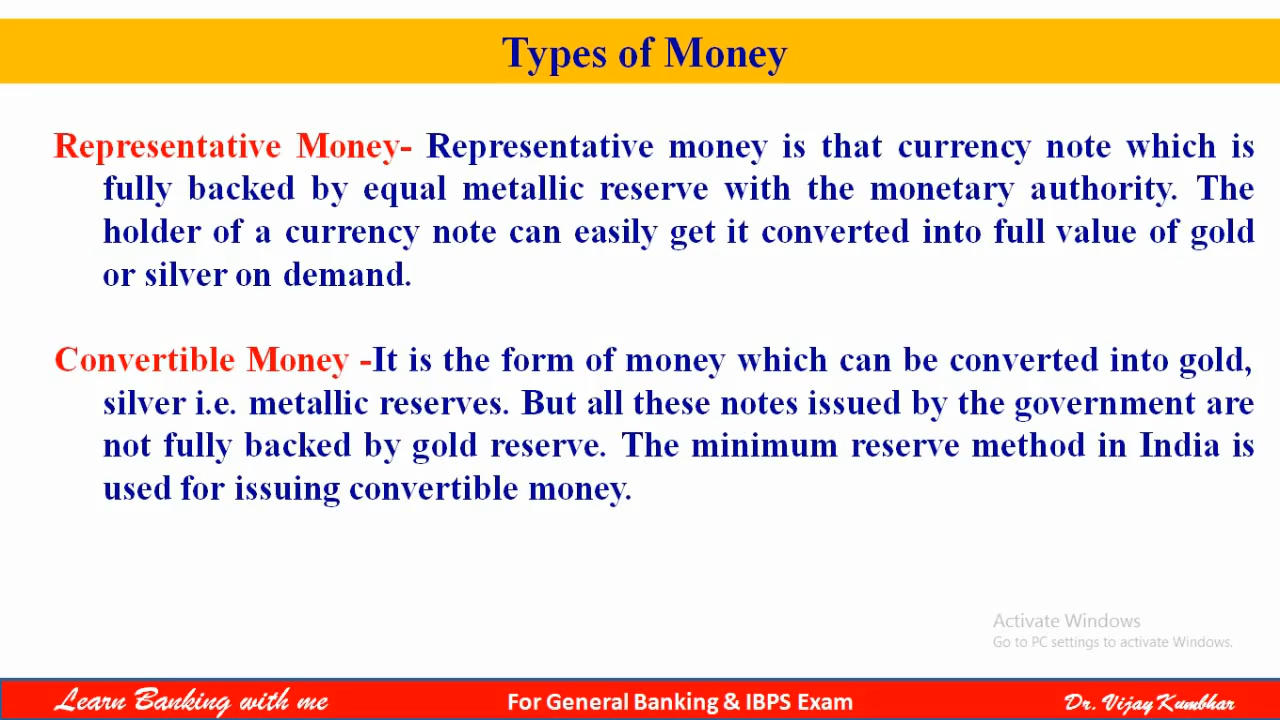 Types of Money
Representative Money- Representative money is that currency note which is
fully backed by equal metallic reserve with the monetary authority. The
holder of a currency note can easily get it converted into full value of gold
or silver on demand.
Convertible Money -It is the form of money which can be converted into gold,
silver i.e. metallic reserves. But all these notes issued by the government are
not fully backed by gold reserve. The minimum reserve method in India is
used for issuing convertible money.
Activate Windows
Go to PC settings to activate Windows.
Learn Banking with me
For General Banking & IBPS Exam
Dr. Vijay Kumbhar